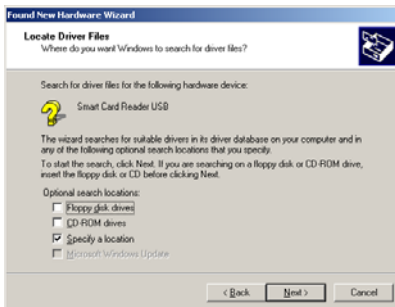 Found New Hardware Wizard
Locate Driver Files
Where do you want Windows to search for driver files?
Search for driver files for the following hardware device:
Smart Card Reader USB
The wizard searches for suitable drivers in its driver database on your computer and in
any of the following optional search locations that you specify.
To start the search, click Next. If you are searching on a floppy disk or CD-ROM drive,
insert the floppy disk or CD before clicking Next.
Optional search locations:
Floppy disk drives
CD-ROM drives
Specify a location
Microsoft Windows Update
< Back Next > Cancel